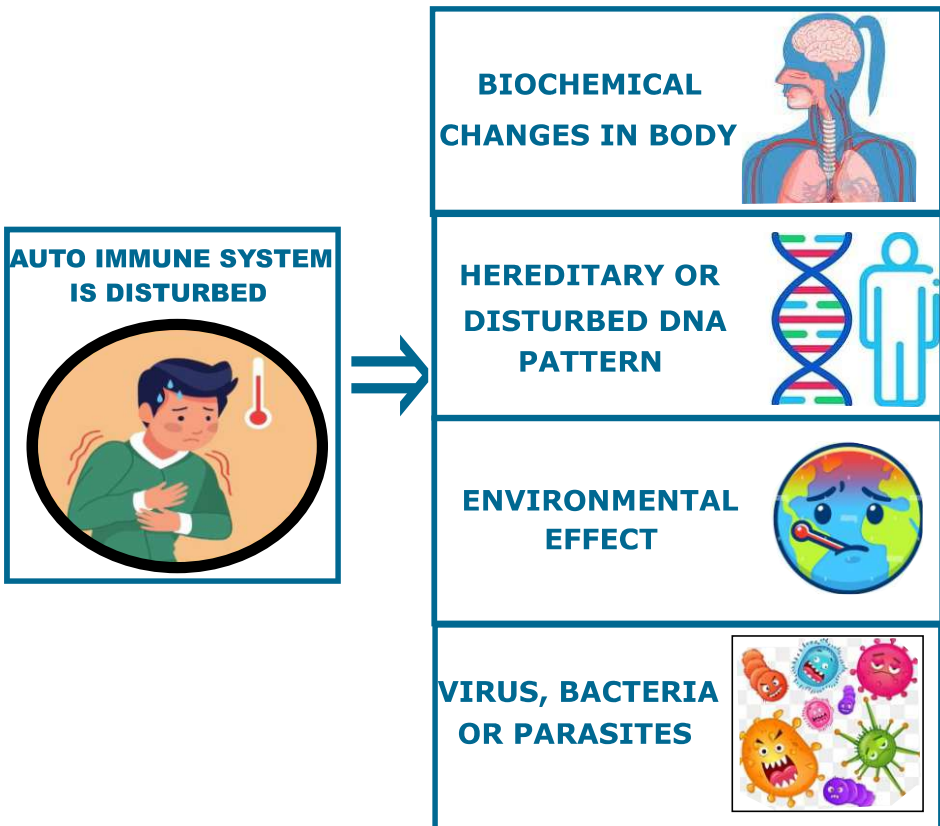 AUTO IMMUNE SYSTEM
IS DISTURBED
BIOCHEMICAL
CHANGES IN BODY
HEREDITARY OR
DISTURBED DNA
PATTERN
ENVIRONMENTAL
EFFECT
VIRUS, BACTERIA
OR PARASITES